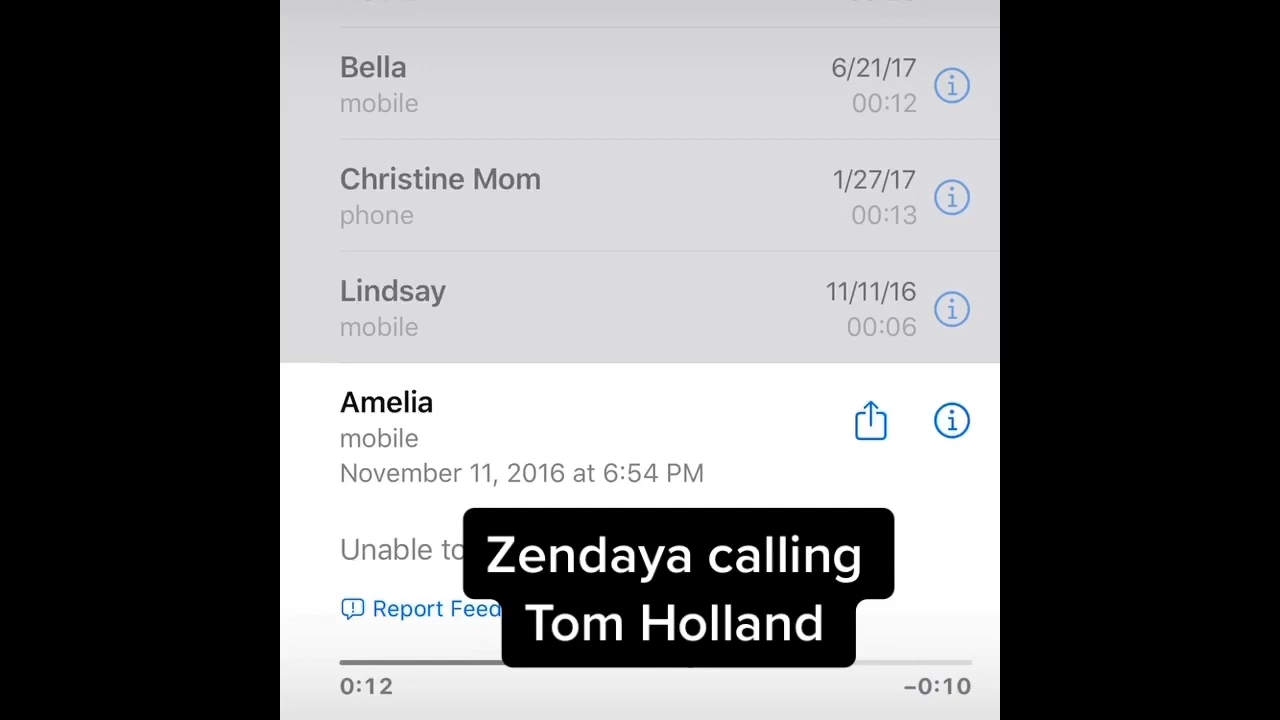 Bella
6/21/17
mobile
00:12
Christine Mom
1/27/17
phone
00:13
Lindsay
11/11/16
mobile
00:06
Amelia
mobile
November 11, 2016 at 6:54 PM
Unable to
Zendaya calling
Report Feed
Tom Holland
0:12
−0:10